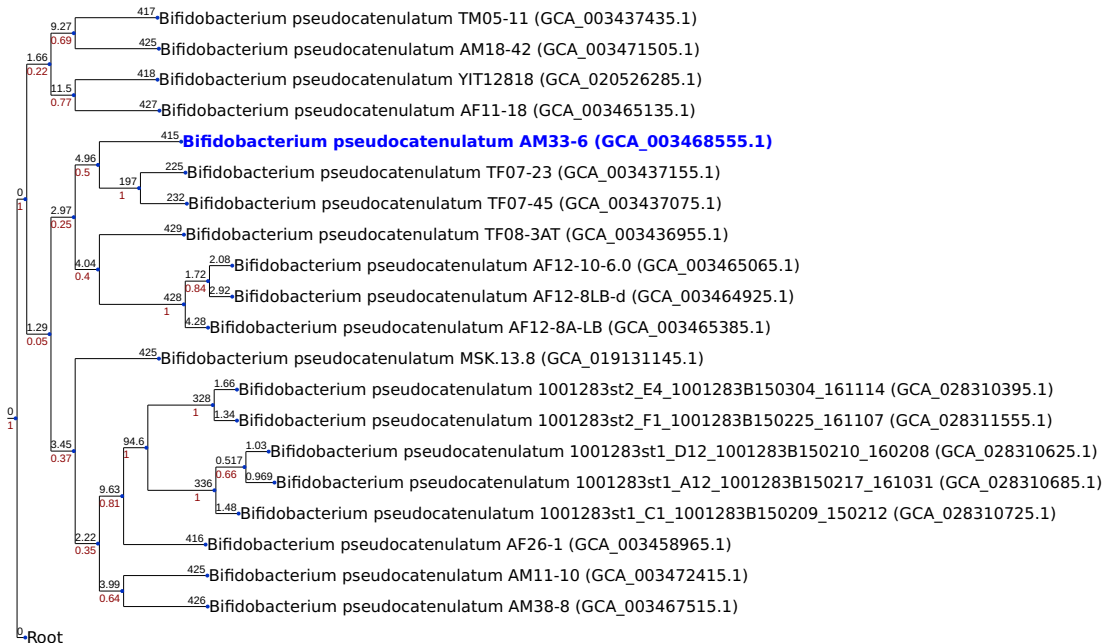 417 Bifidobacterium pseudocatenulatum TM05-11 (GCA_003437435.1)
9.27
0.69
425 Bifidobacterium pseudocatenulatum AM18-42 (GCA_003471505.1)
1.66
0.22
418 Bifidobacterium pseudocatenulatum YIT12818 (GCA_020526285.1)
11.5
0.77
427 Bifidobacterium pseudocatenulatum AF11-18 (GCA_003465135.1)
415 Bifidobacterium pseudocatenulatum AM33-6 (GCA_003468555.1)
4.96
0.5
225 Bifidobacterium pseudocatenulatum TF07-23 (GCA_003437155.1)
197
1
0
1
232 Bifidobacterium pseudocatenulatum TF07-45 (GCA_003437075.1)
2.97
0.25
429 Bifidobacterium pseudocatenulatum TF08-3AT (GCA_003436955.1)
4.04
0.4
2.08 Bifidobacterium pseudocatenulatum AF12-10-6.0 (GCA_003465065.1)
1.72
0.84
2.92 Bifidobacterium pseudocatenulatum AF12-8LB-d (GCA_003464925.1)
428
1
4.28 Bifidobacterium pseudocatenulatum AF12-8A-LB (GCA_003465385.1)
1.29
0.05
425 Bifidobacterium pseudocatenulatum MSK.13.8 (GCA_019131145.1)
1.66 Bifidobacterium pseudocatenulatum 1001283st2_E4_1001283B150304_161114 (GCA_028310395.1)
328
1
0
1
1.34 Bifidobacterium pseudocatenulatum 1001283st2_F1_1001283B150225_161107 (GCA_028311555.1)
94.6
1
3.45
0.37
1.03 Bifidobacterium pseudocatenulatum 1001283st1_D12_1001283B150210_160208 (GCA_028310625.1)
0.517
0.66
0.969 Bifidobacterium pseudocatenulatum 1001283st1_A12_1001283B150217_161031 (GCA_028310685.1)
336
1
9.63
0.81
1.48 Bifidobacterium pseudocatenulatum 1001283st1_C1_1001283B150209_150212 (GCA_028310725.1)
2.22
0.35
416 Bifidobacterium pseudocatenulatum AF26-1 (GCA_003458965.1)
425 Bifidobacterium pseudocatenulatum AM11-10 (GCA_003472415.1)
3.99
0.64
426 Bifidobacterium pseudocatenulatum AM38-8 (GCA_003467515.1)
0 Root